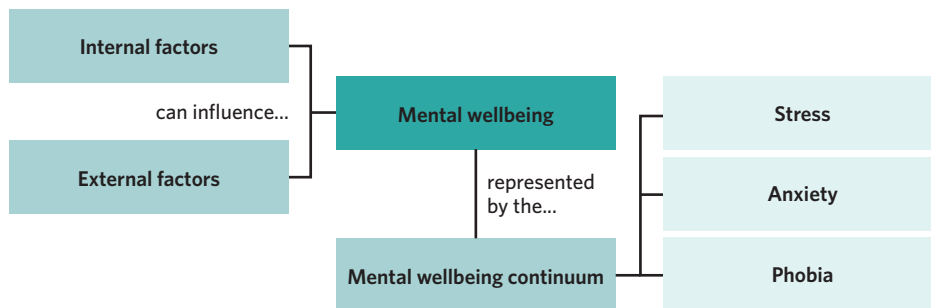 Internal factors
can influence...
External factors
Mental wellbeing
represented
by the...
Mental wellbeing continuum
Stress
Anxiety
Phobia